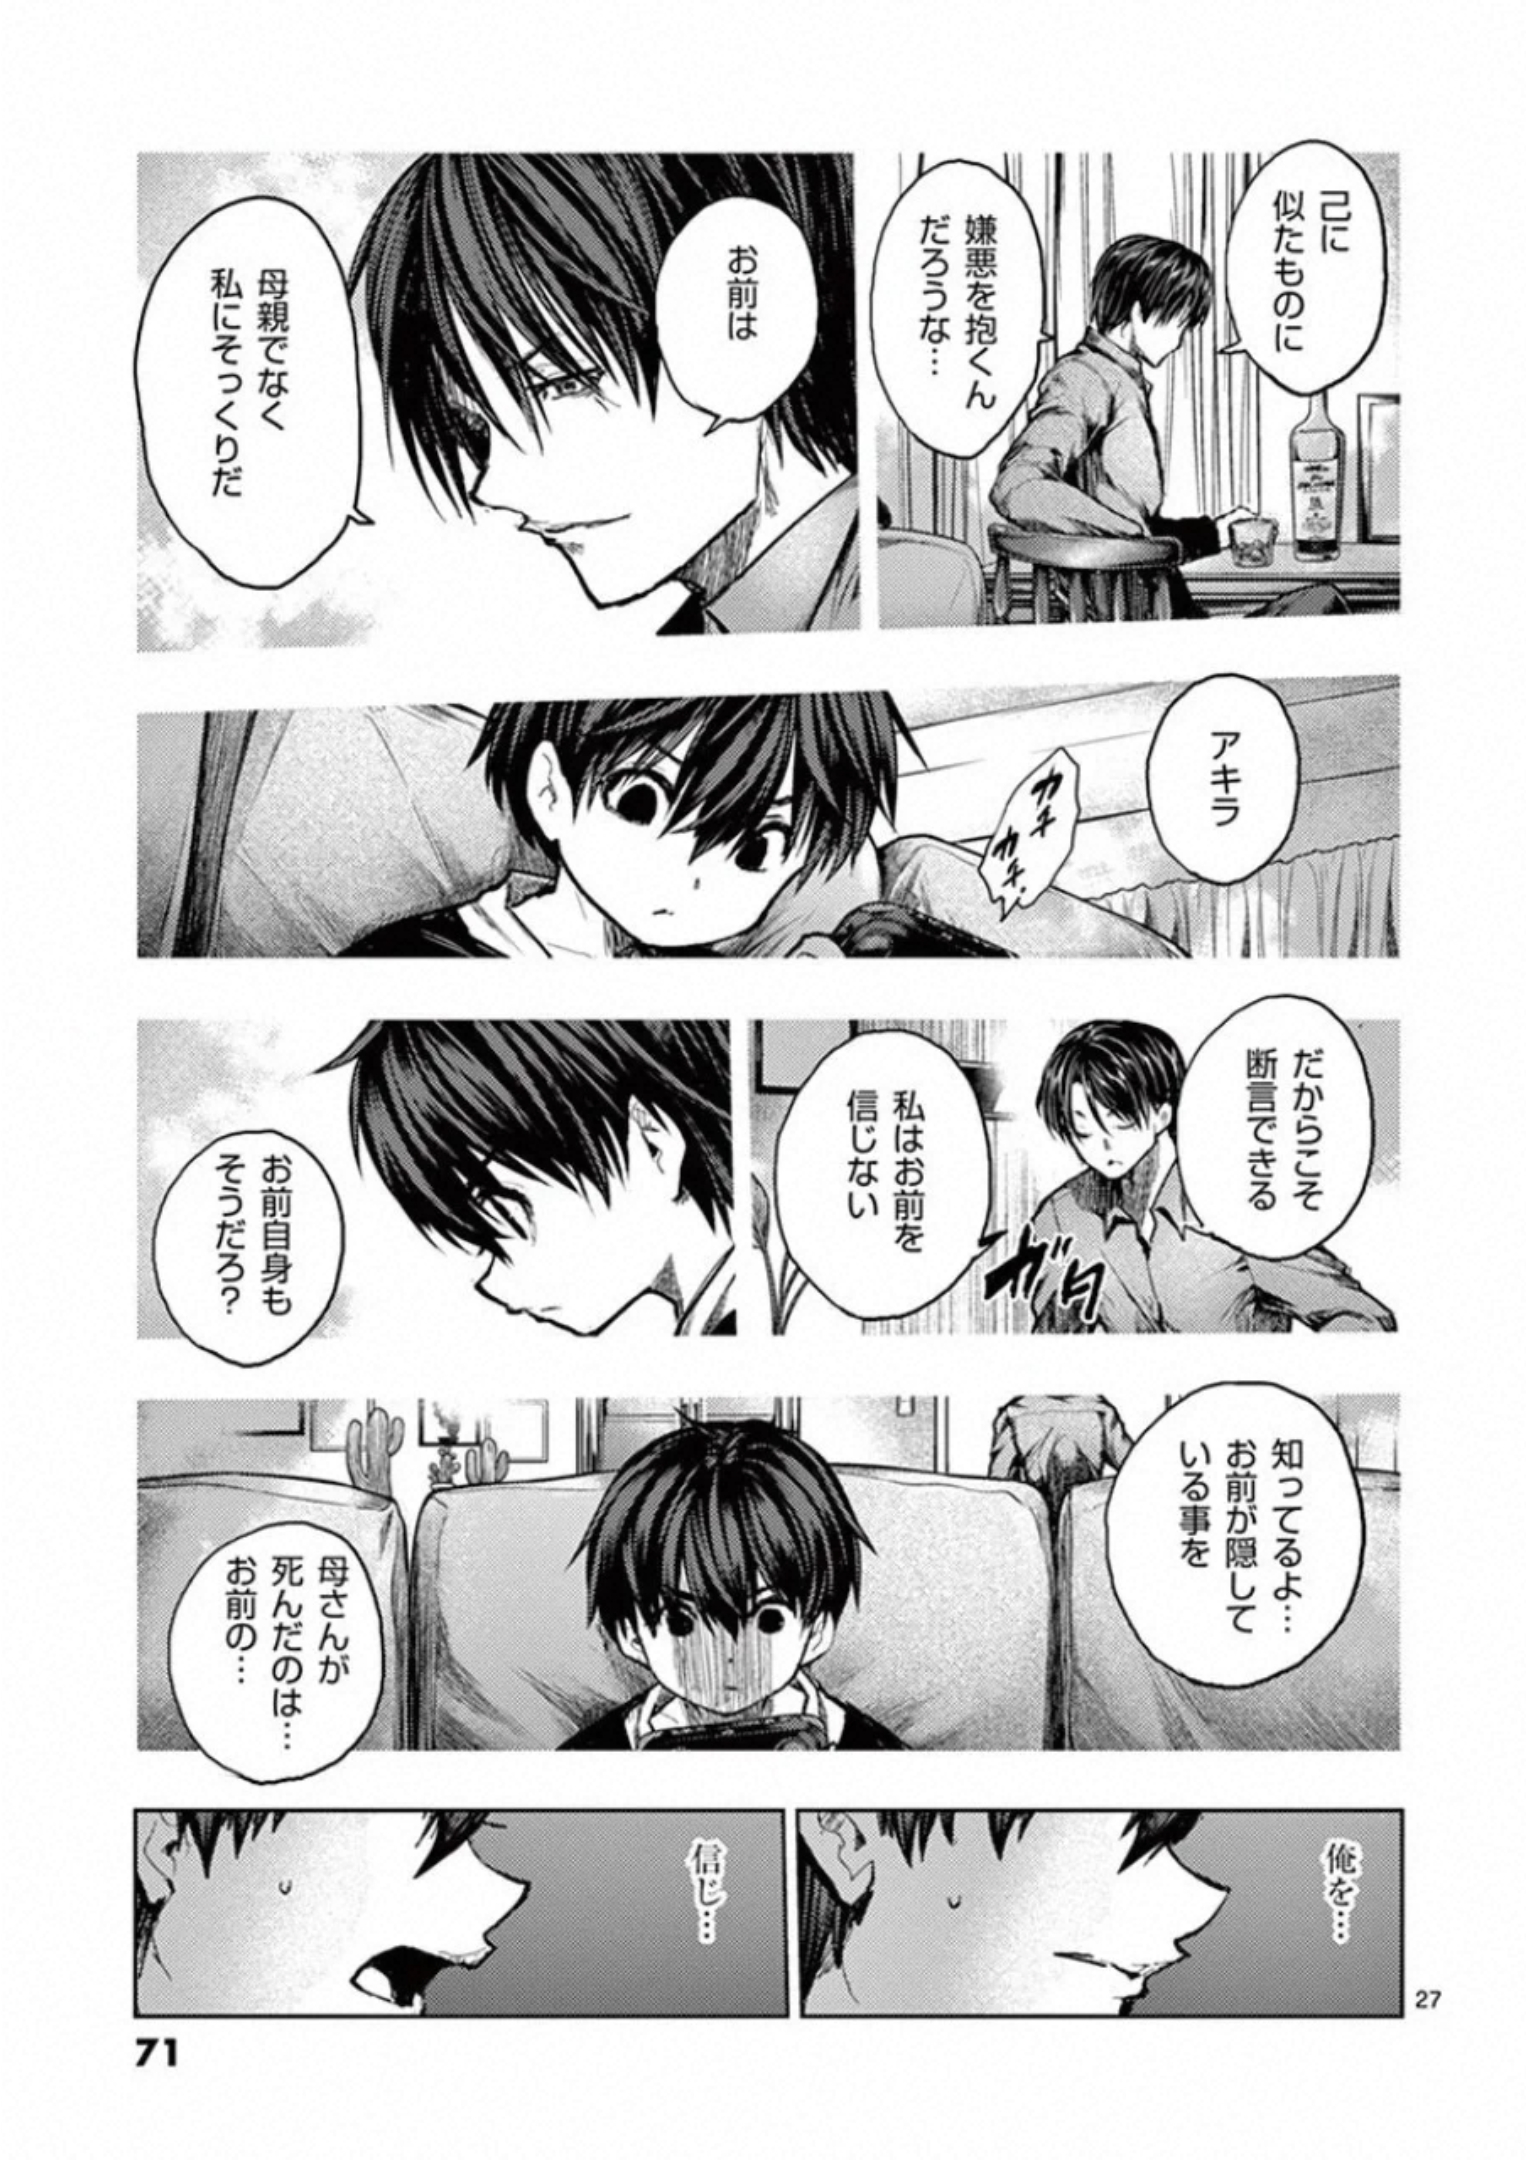 己に
似たものに
嫌悪を抱くん
だろうな…
お前は
母親でなく
私にそっくりだ
アキラ
カチ
カチ
だからこそ
断言できる
私はお前を
信じない
ガタ
お前自身も
そうだろ?
知ってるよ…
お前が隠して
いる事を
母さんが
死んだのは…
お前の…
俺を…
信じ…
27
71